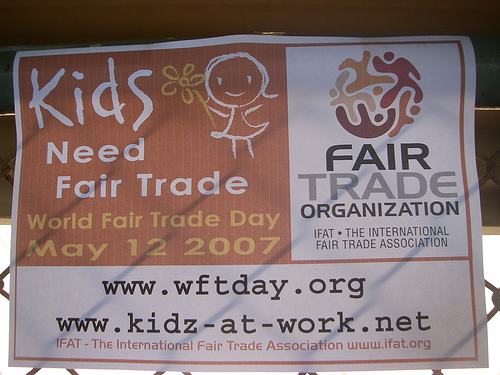 Kids
Need
Fair Trade
World Fair Trade Day
May 12 2007
FAIR
TRADE
ORGANIZATION
IFAT • THE INTERNATIONAL
FAIR TRADE ASSOCIATION
www.wftday.org
www.kidz-at-work.net
IFAT - The International Fair Trade Association www.ifat.org